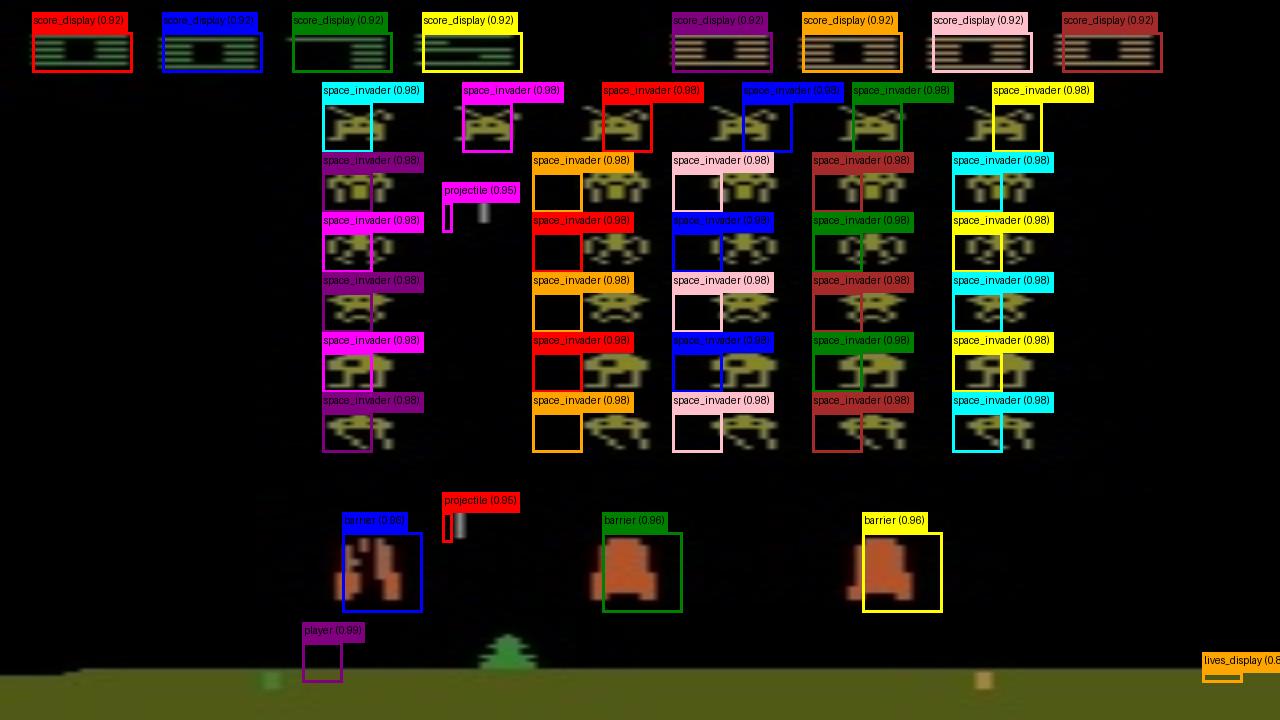 score_display (0.92) score_display (0.92) score_display (0.92) score_display (0.92) score_display (0.92) score_display (0.92) score_display (0.92) score_display (0.92)
space_invader (0.98) space_invader (0.98) space_invader (0.98) space_invader (0.98) space_invader (0.98) space_invader (0.98)
space_invader (0.98) space_invader (0.98) space_invader (0.98) space_invader (0.98) space_invader (0.98)
projectile (0.95)
space_invader (0.98) space_invader (0.98) space_invader (0.98) space_invader (0.98) space_invader (0.98)
space_invader (0.98) space_invader (0.98) space_invader (0.98) space_invader (0.98) space_invader (0.98)
space_invader (0.98) space_invader (0.98) space_invader (0.98) space_invader (0.98) space_invader (0.98)
space_invader (0.98) space_invader (0.98) space_invader (0.98) space_invader (0.98) space_invader (0.98)
projectile (0.95)
barrier (0.96) barrier (0.96) barrier (0.96)
player (0.99)
lives_display (0.8